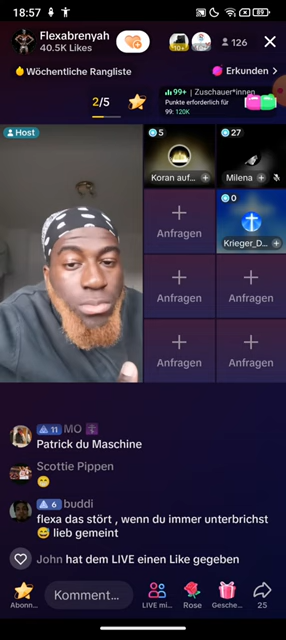 18:57
89
Flexabrenyah
40.5K Likes
10+
126
Wöchentliche Rangliste
Erkunden >
2/5
99+ | Zuschauer*innen
Punkte erforderlich für
99: 120K
Host
5
Koran auf...
27
Milena
Anfragen
0
Krieger_D...
Anfragen
Anfragen
Anfragen
Anfragen
11 MO
Patrick du Maschine
Scottie Pippen
6 buddi
flexa das stört , wenn du immer unterbrichst
lieb gemeint
John hat dem LIVE einen Like gegeben
Abonn...
Komment...
LIVE mi...
Rose
Gesche...
25